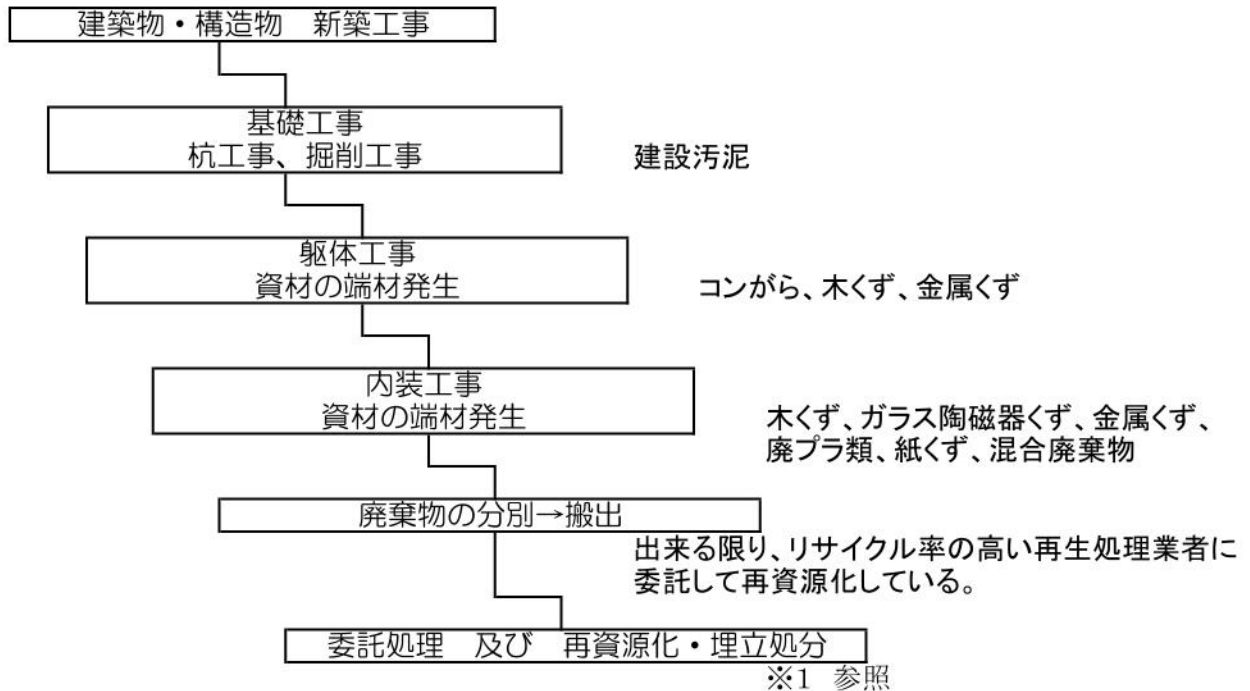 建築物・構造物　新築工事
基礎工事
杭工事、掘削工事
建設汚泥
躯体工事
資材の端材発生
コンがら、木くず、金属くず
内装工事
資材の端材発生
木くず、ガラス陶磁器くず、金属くず、
廃プラ類、紙くず、混合廃棄物
廃棄物の分別→搬出
出来る限り、リサイクル率の高い再生処理業者に
委託して再資源化している。
委託処理　及び　再資源化・埋立処分
※1　参照